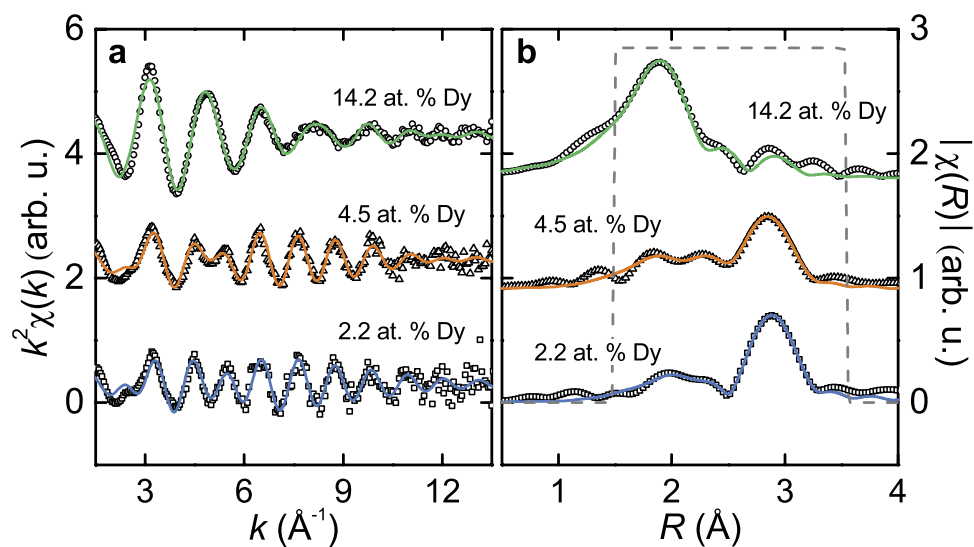 a
b
14.2 at. % Dy
4.5 at. % Dy
2.2 at. % Dy
14.2 at. % Dy
4.5 at. % Dy
2.2 at. % Dy
6
4
2
0
3
2
1
0
k²χ(k) (arb. u.)
|χ(R)| (arb. u.)
3 6 9 12
1 2 3 4
k (Å⁻¹)
R (Å)